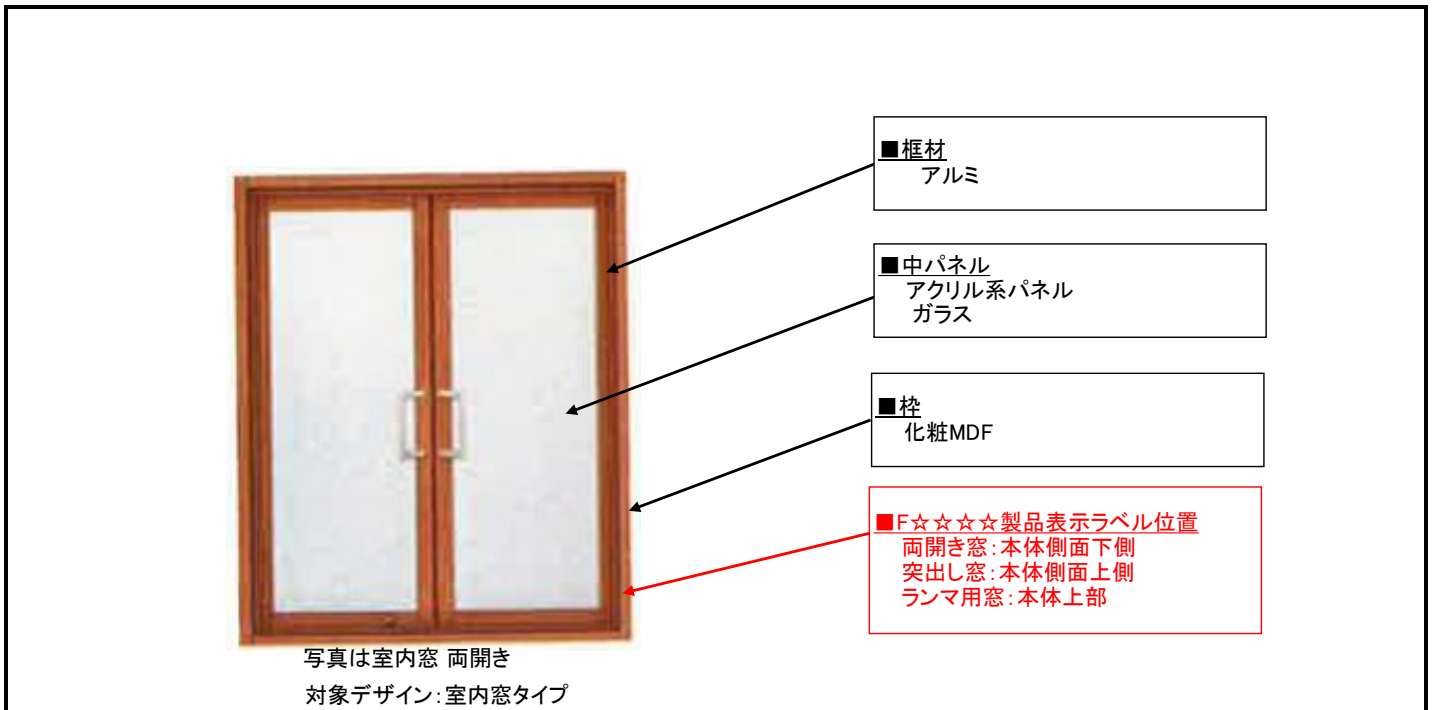 ■框材
アルミ
■中パネル
アクリル系パネル
ガラス
■枠
化粧MDF
■F☆☆☆☆製品表示ラベル位置
両開き窓：本体側面下側
突出し窓：本体側面上側
ランマ用窓：本体上部
写真は室内窓 両開き
対象デザイン：室内窓タイプ